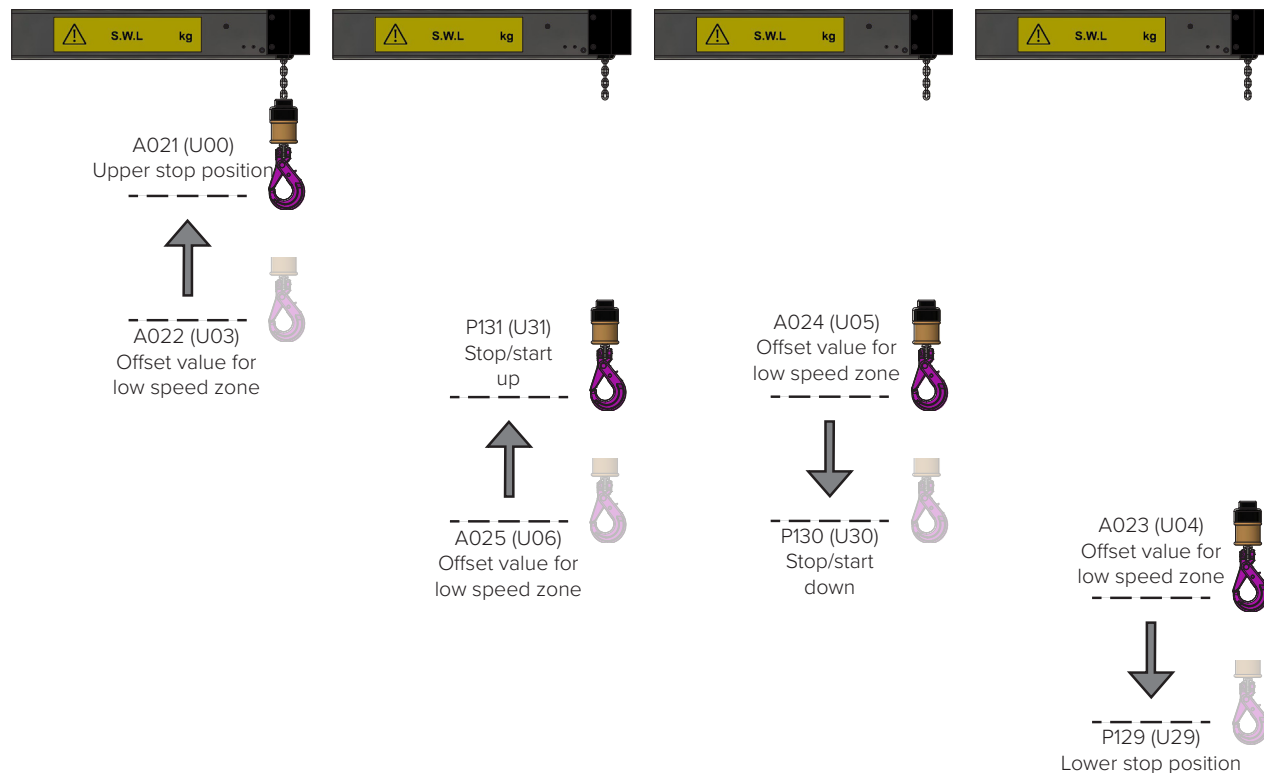 S.W.L kg
S.W.L kg
S.W.L kg
S.W.L kg
A021 (U00)
Upper stop position
A022 (U03)
Offset value for
low speed zone
P131 (U31)
Stop/start
up
A025 (U06)
Offset value for
low speed zone
A024 (U05)
Offset value for
low speed zone
P130 (U30)
Stop/start
down
A023 (U04)
Offset value for
low speed zone
P129 (U29)
Lower stop position